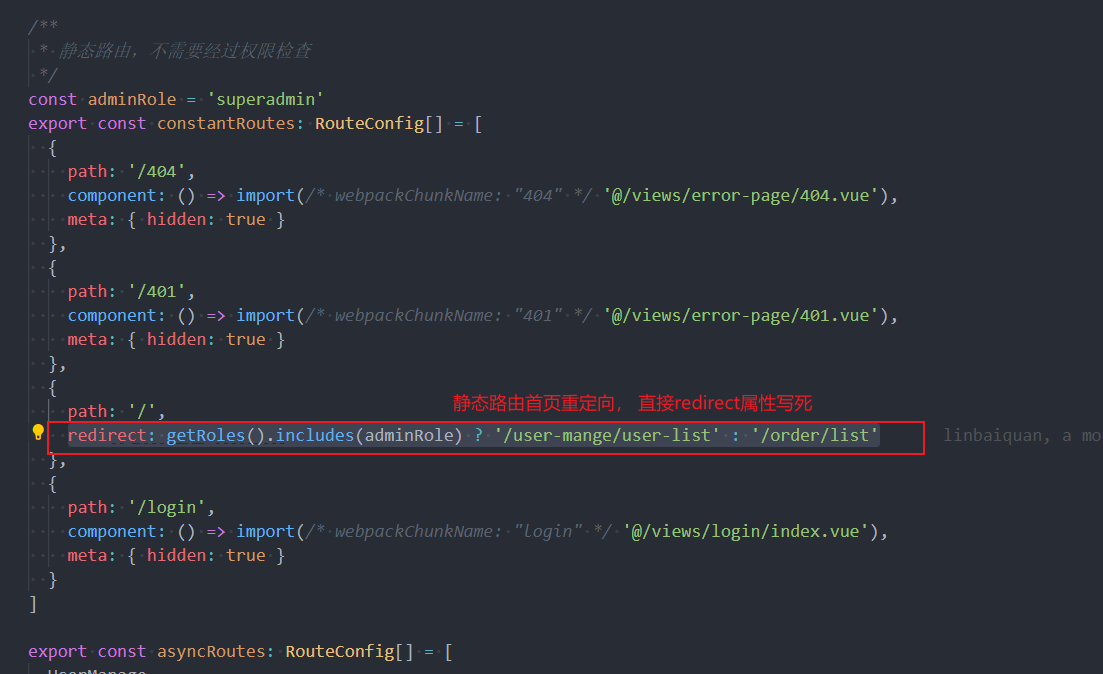 /**
* 静态路由，不需要经过权限检查
*/
const adminRole = 'superadmin'
export const constantRoutes: RouteConfig[] = [
{
path: '/404',
component: () => import(/* webpackChunkName: "404" */ '@/views/error-page/404.vue'),
meta: { hidden: true }
},
{
path: '/401',
component: () => import(/* webpackChunkName: "401" */ '@/views/error-page/401.vue'),
meta: { hidden: true }
},
{
静态路由首页重定向， 直接redirect属性写死
path: '/',
redirect: getRoles().includes(adminRole) ? '/user-mange/user-list' : '/order/list' linbaiquan, a mo
},
{
path: '/login',
component: () => import(/* webpackChunkName: "login" */ '@/views/login/index.vue'),
meta: { hidden: true }
}
]
export const asyncRoutes: RouteConfig[] = [
UserManage